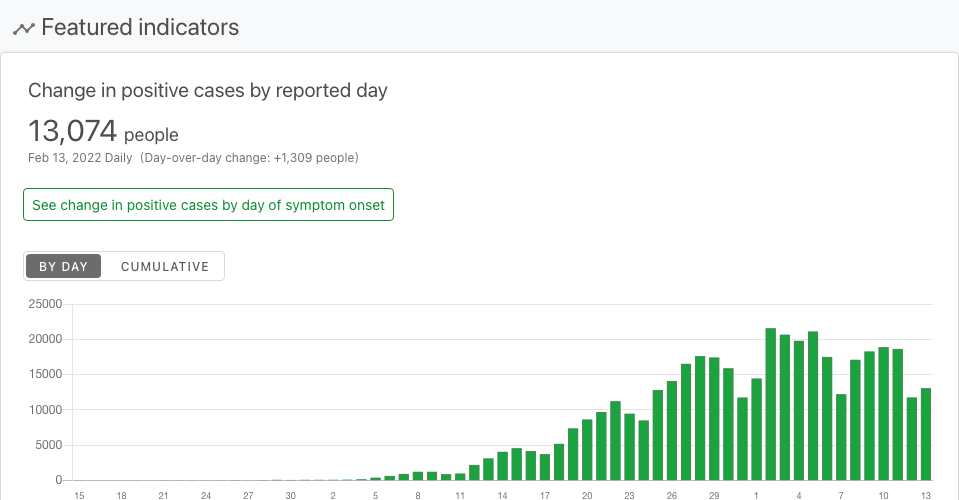 Featured indicators
Change in positive cases by reported day
13,074 people
Feb 13, 2022 Daily (Day-over-day change: +1,309 people)
See change in positive cases by day of symptom onset
BY DAY CUMULATIVE
25000
20000
15000
10000
5000
0
15 18 21 24 27 30 2 5 8 11 14 17 20 23 26 29 1 4 7 10 13